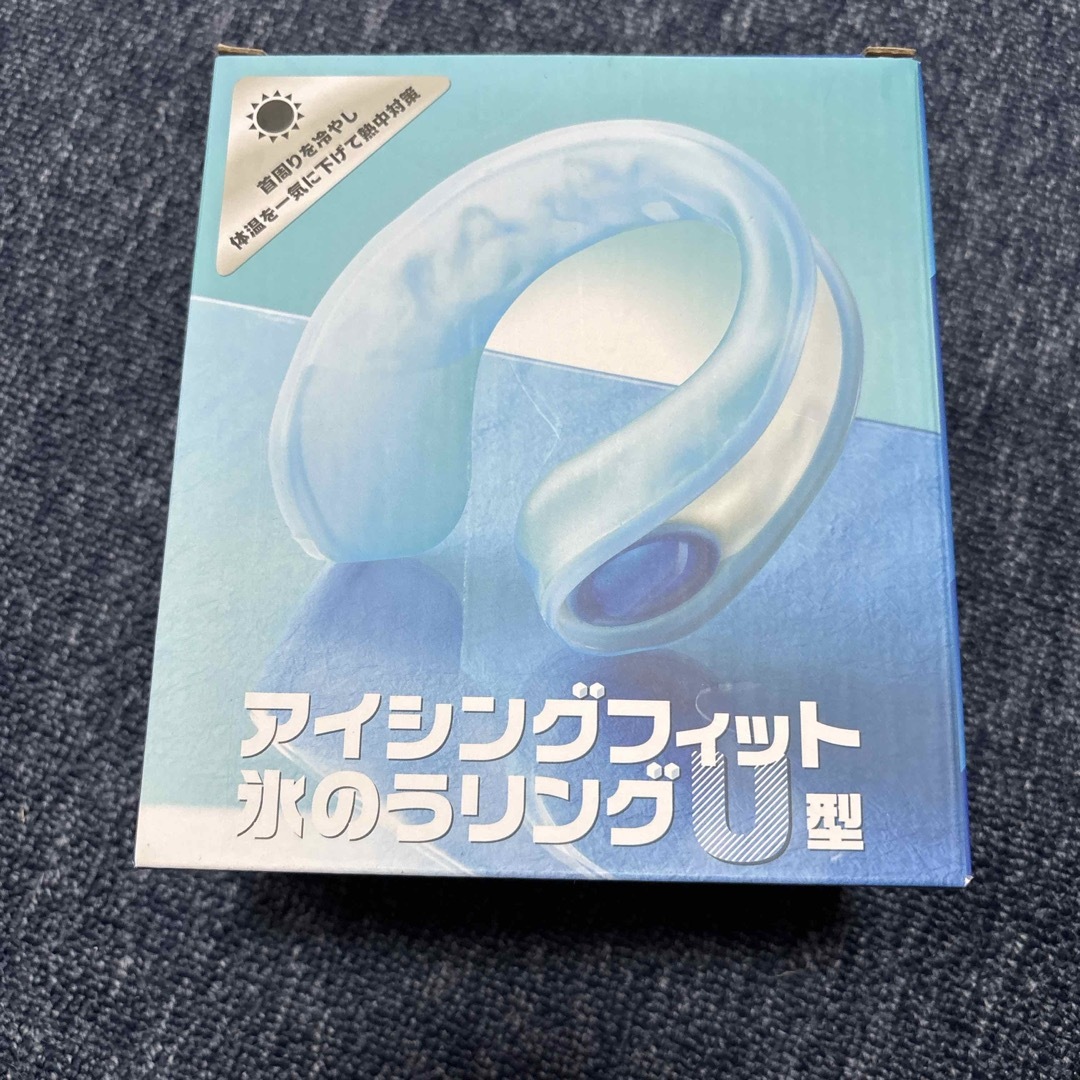 首周りを冷やし
体温を一気に下げて熱中対策
アイシングフィット
氷のうリングU型